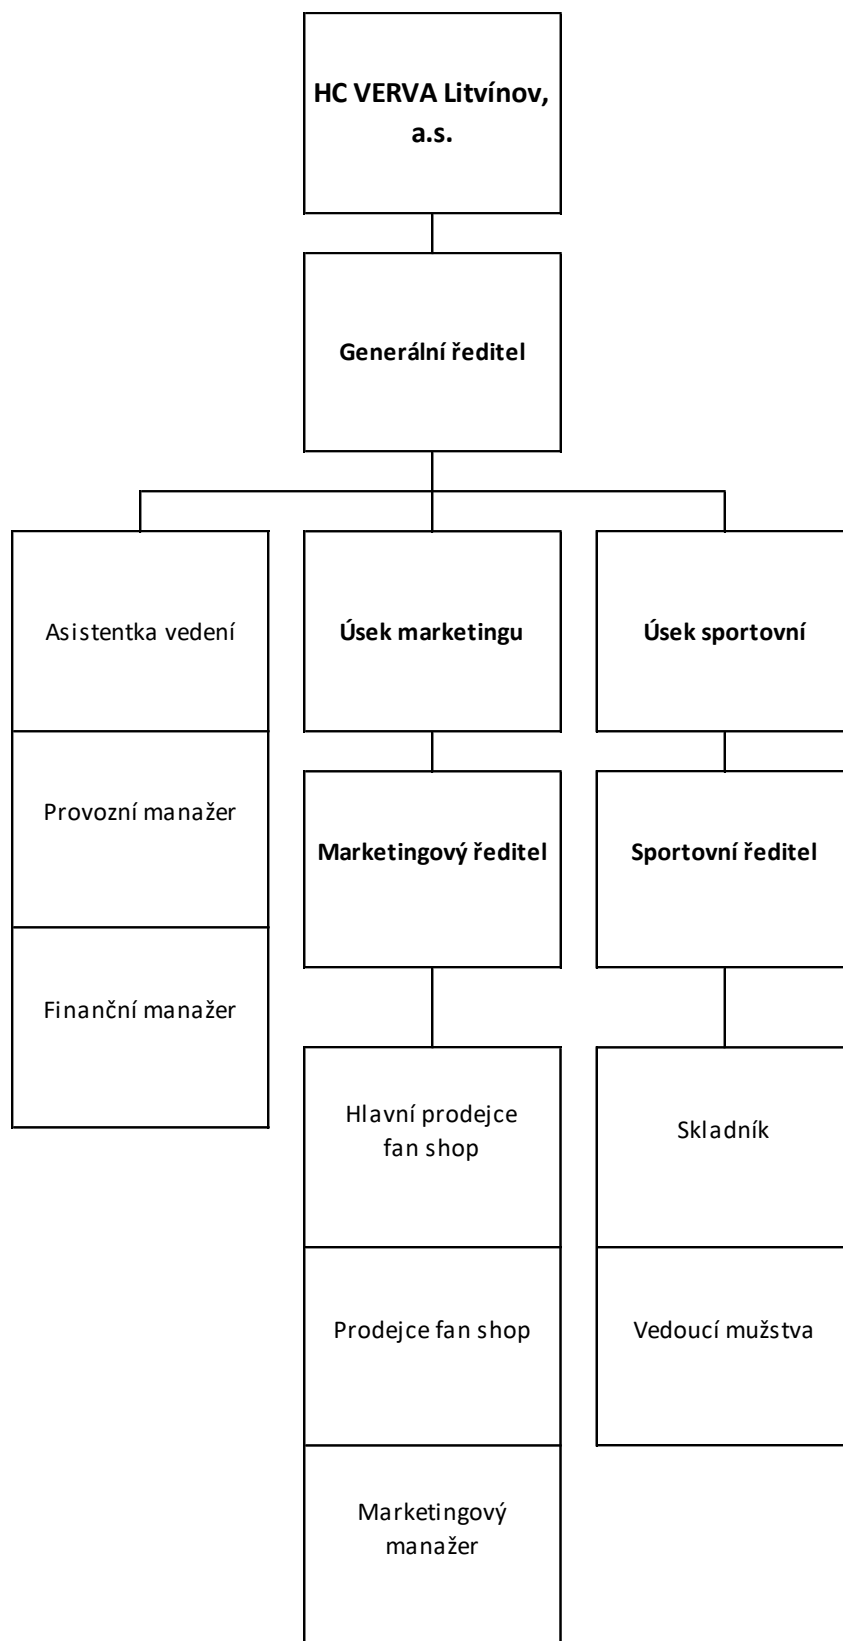 HC VERVA Litvínov,
a.s.
Generální ředitel
Asistentka vedení
Úsek marketingu
Úsek sportovní
Provozní manažer
Marketingový ředitel
Sportovní ředitel
Finanční manažer
Hlavní prodejce
fan shop
Skladník
Prodejce fan shop
Vedoucí mužstva
Marketingový
manažer